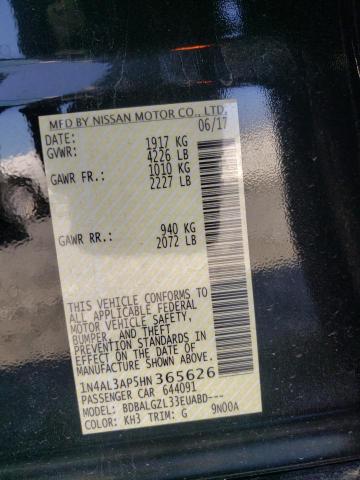 MFD BY NISSAN MOTOR CO., LTD.
DATE: 06/17
GVWR: 1917 KG
4226 LB
GAWR FR.: 1010 KG
2227 LB
GAWR RR.: 940 KG
2072 LB
THIS VEHICLE CONFORMS TO
ALL APPLICABLE FEDERAL
MOTOR VEHICLE SAFETY,
BUMPER, AND THEFT
PREVENTION STANDARDS IN
EFFECT ON THE DATE OF
MANUFACTURE SHOWN ABOVE.
1N4AL3AP5HN365626
PASSENGER CAR 644091
MODEL: BDBALGZL33EUABD---
COLOR: KH3 TRIM: G 9N00A